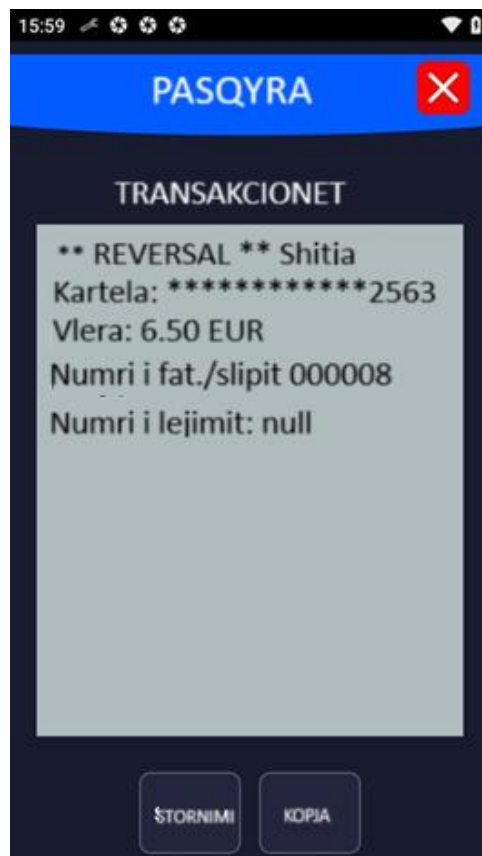 15:59
PASQYRA
TRANSAKCIONET
** REVERSAL ** Shitia
Kartela: ************2563
Vlera: 6.50 EUR
Numri i fat./slipit 000008
Numri i lejimit: null
STORNIMI
KOPJA